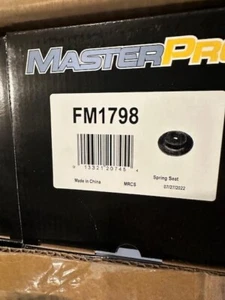 MASTERPRO
FM1798
Made in China
MRCS
Spring Seat
07/27/2022